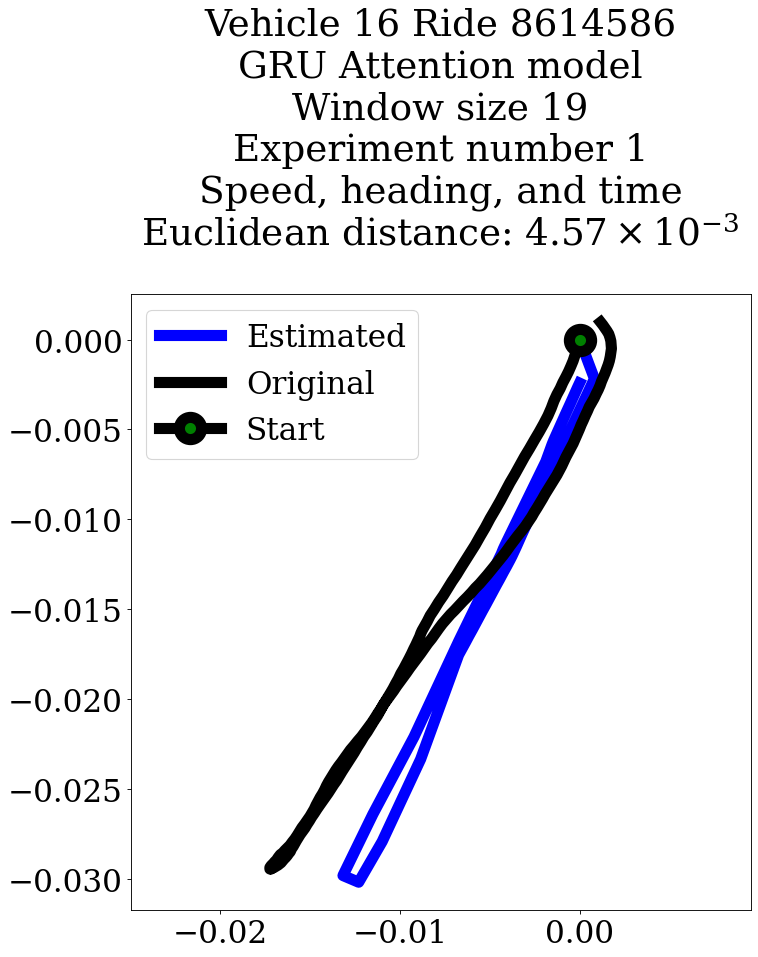 Vehicle 16 Ride 8614586
GRU Attention model
Window size 19
Experiment number 1
Speed, heading, and time
Euclidean distance: 4.57 × 10⁻³
Estimated
Original
Start
0.000
−0.005
−0.010
−0.015
−0.020
−0.025
−0.030
−0.02
−0.01
0.00